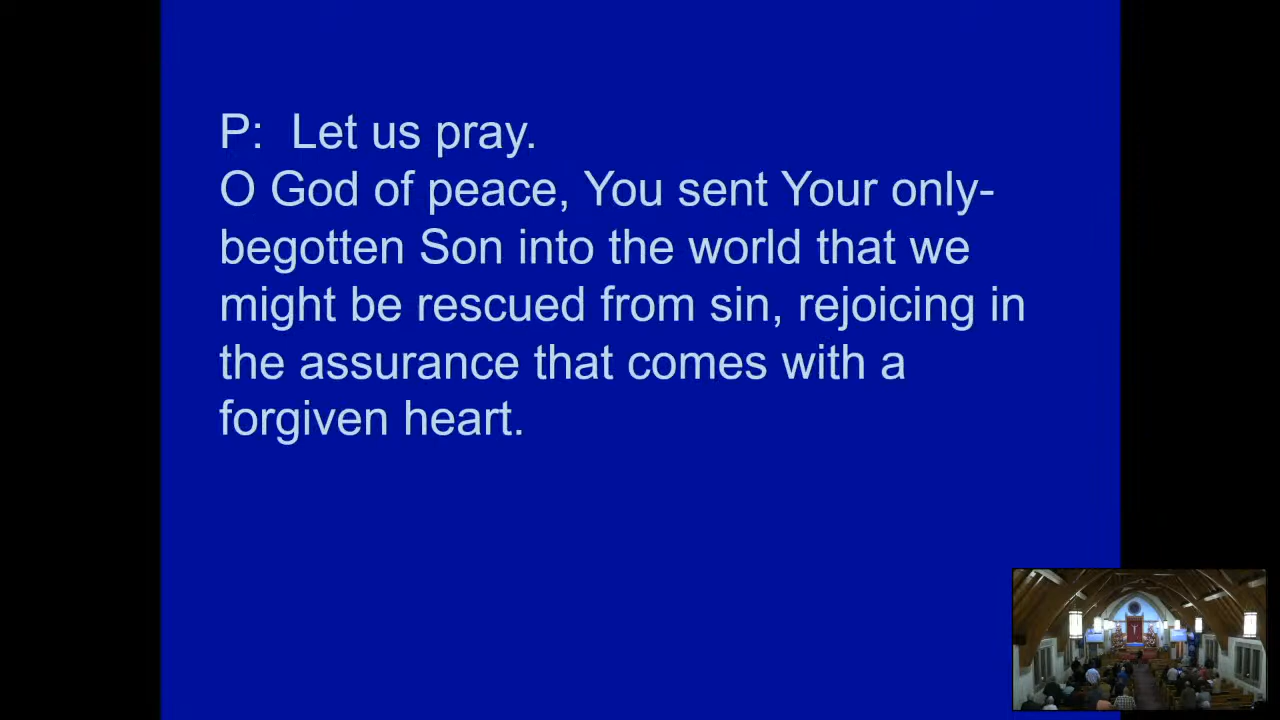 P:  Let us pray.
O God of peace, You sent Your only-
begotten Son into the world that we
might be rescued from sin, rejoicing in
the assurance that comes with a
forgiven heart.